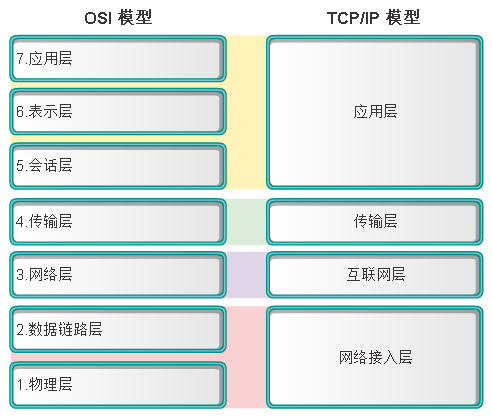 OSI 模型
TCP/IP 模型
7.应用层
6.表示层
5.会话层
应用层
4.传输层
传输层
3.网络层
互联网层
2.数据链路层
1.物理层
网络接入层